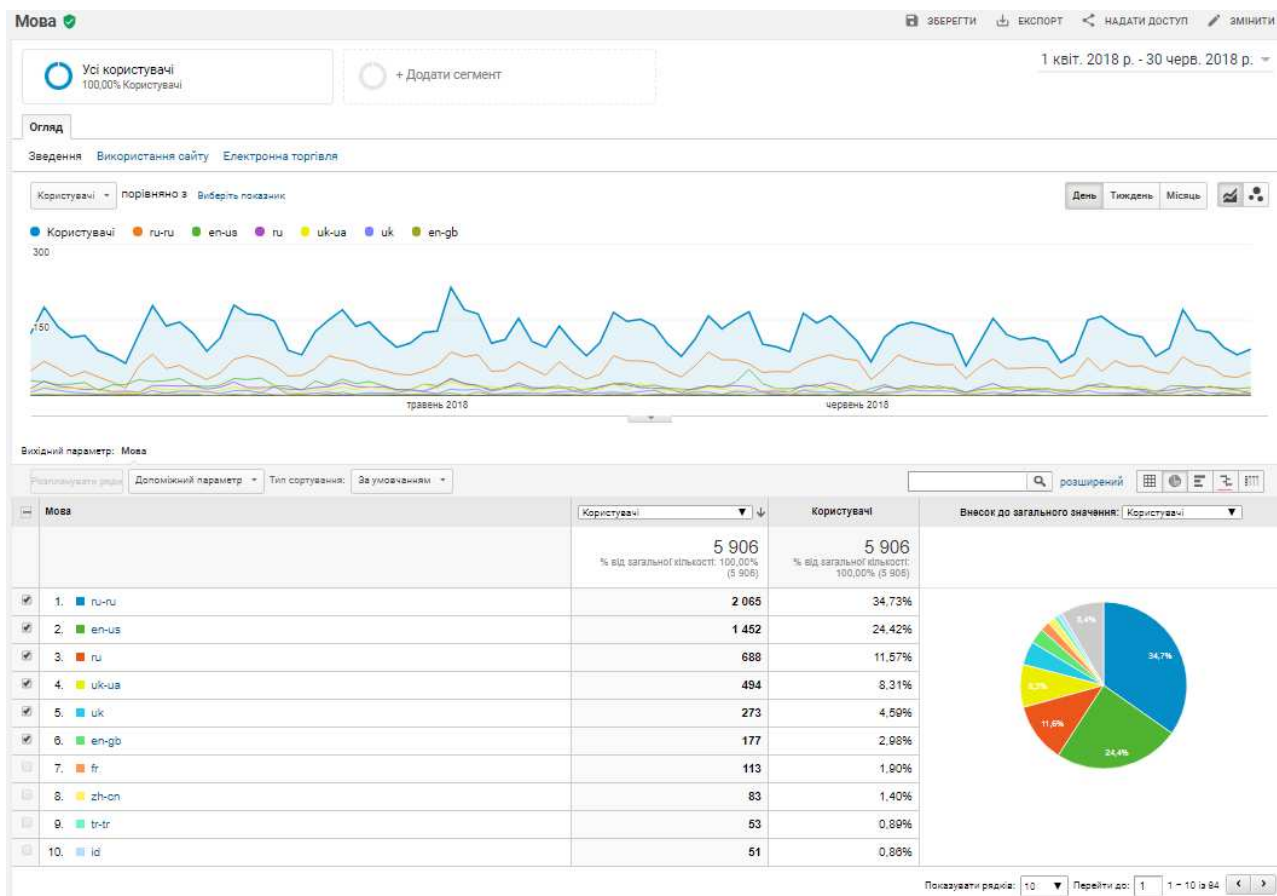 Мова
ЗБЕРЕГТИ ЕКСПОРТ НАДАТИ ДОСТУП ЗМІНИТИ
Усі користувачі
100,00% Користувачі
+ Додати сегмент
1 квіт. 2018 р. - 30 черв. 2018 р.
Огляд
Зведення Використання сайту Електронна торгівля
Користувачі порівняно з Виберіть показник
День Тиждень Місяць
Користувачі ru-ru en-us ru uk-ua uk en-gb
300
150
травень 2018 червень 2018
Вихідний параметр: Мова
Розпланувати рядки Допоміжний параметр Тип сортування: За умовчанням
розширений
Мова Користувачі Користувачі Внесок до загального значення: Користувачі
5 906 5 906
% від загальної кількості: 100,00% % від загальної кількості:
(5 906) 100,00% (5 906)
1. ru-ru 2 065 34,73%
2. en-us 1 452 24,42%
3. ru 688 11,57%
4. uk-ua 494 8,31%
5. uk 273 4,59%
6. en-gb 177 2,98%
7. fr 113 1,90%
8. zh-cn 83 1,40%
9. tr-tr 53 0,89%
10. id 51 0,86%
34,7%
24,4%
11,6%
8,3%
Показувати рядків: 10 Перейти до: 1 1 – 10 із 84